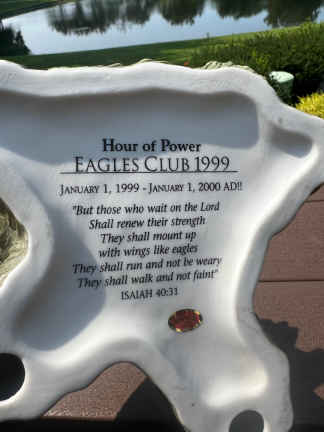 Hour of Power
EAGLES CLUB 1999
JANUARY 1, 1999 - JANUARY 1, 2000 AD!!
"But those who wait on the Lord
Shall renew their strength
They shall mount up
with wings like eagles
They shall run and not be weary
They shall walk and not faint"
ISAIAH 40:31